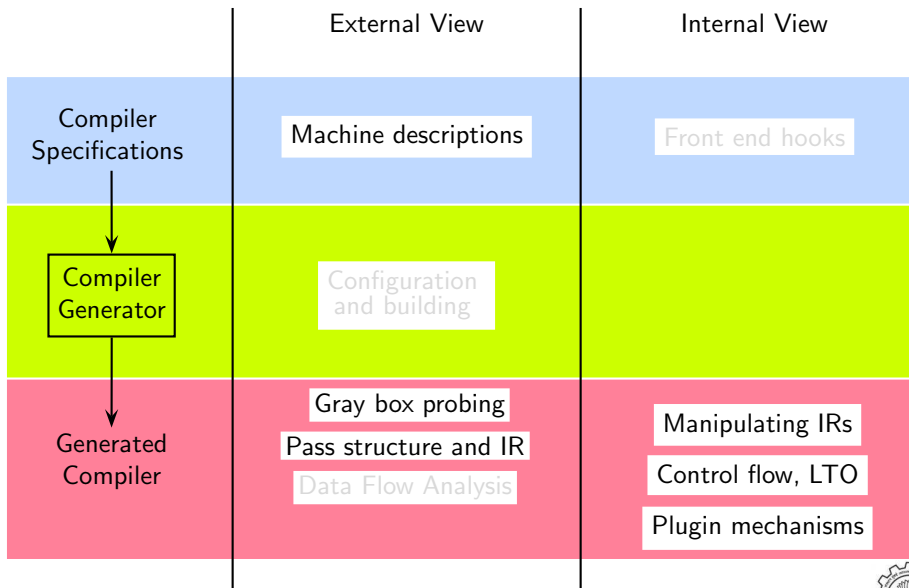 External View
Internal View
Compiler
Specifications
Machine descriptions
Front end hooks
Compiler
Generator
Configuration
and building
Generated
Compiler
Gray box probing
Pass structure and IR
Data Flow Analysis
Manipulating IRs
Control flow, LTO
Plugin mechanisms